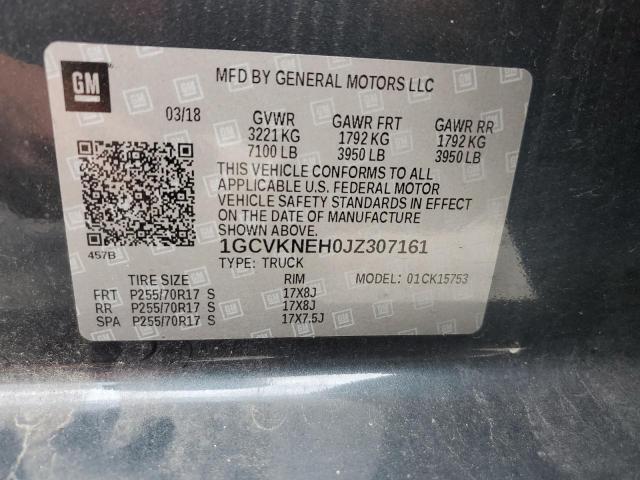 GM
MFD BY GENERAL MOTORS LLC
03/18 GVWR GAWR FRT GAWR RR
3221 KG 1792 KG 1792 KG
7100 LB 3950 LB 3950 LB
THIS VEHICLE CONFORMS TO ALL
APPLICABLE U.S. FEDERAL MOTOR
VEHICLE SAFETY STANDARDS IN EFFECT
ON THE DATE OF MANUFACTURE
SHOWN ABOVE.
457B
1GCVKNEH0JZ307161
TYPE: TRUCK
TIRE SIZE RIM MODEL: 01CK15753
FRT P255/70R17 S 17X8J
RR P255/70R17 S 17X8J
SPA P255/70R17 S 17X7.5J